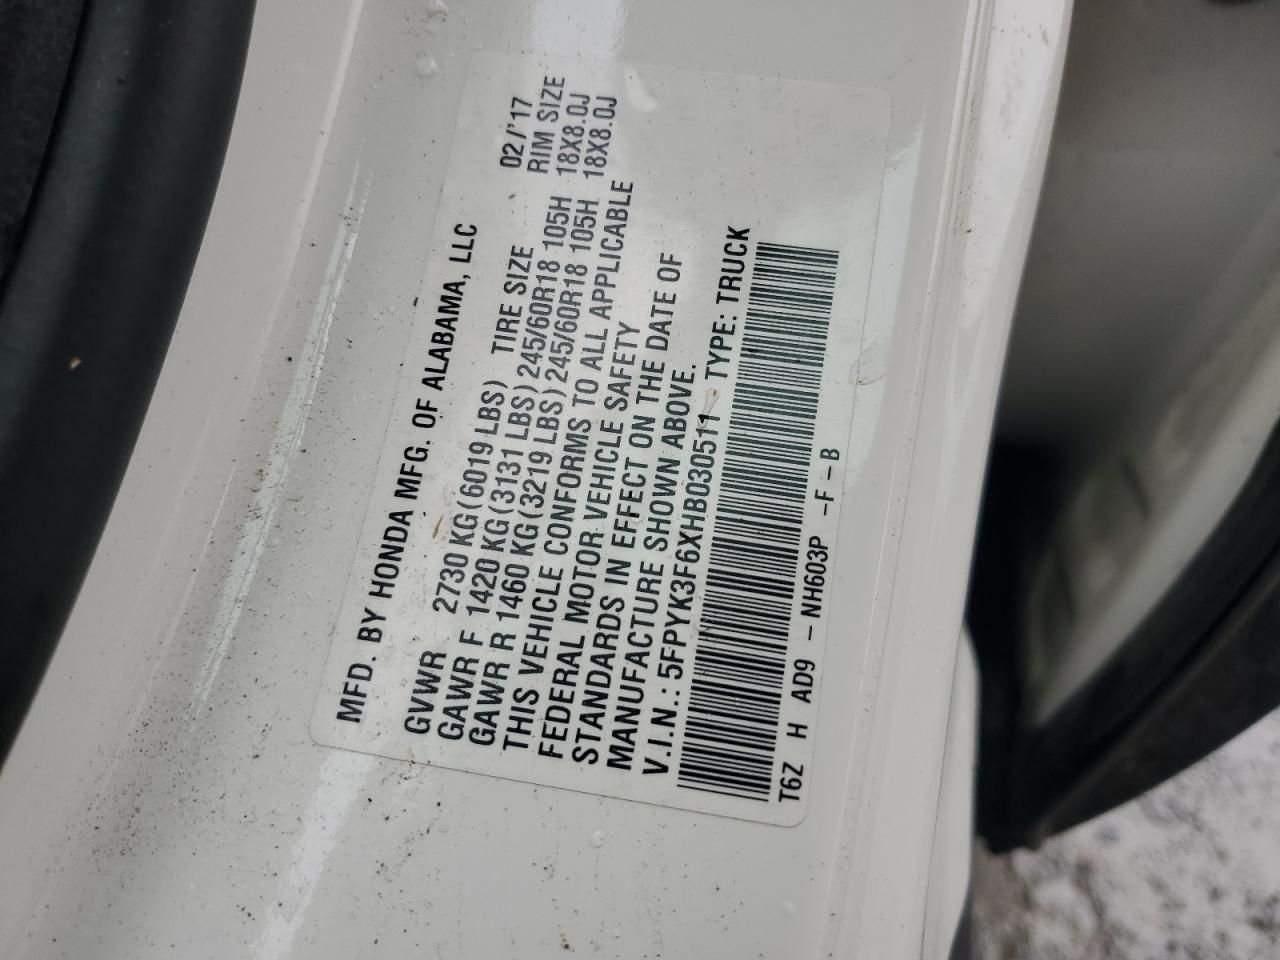 MFD. BY HONDA MFG. OF ALABAMA, LLC 02/'17
GVWR 2730 KG(6019 LBS) TIRE SIZE RIM SIZE
GAWR F 1420 KG(3131 LBS)245/60R18 105H 18X8.0J
GAWR R 1460 KG(3219 LBS)245/60R18 105H 18X8.0J
THIS VEHICLE CONFORMS TO ALL APPLICABLE
FEDERAL MOTOR VEHICLE SAFETY
STANDARDS IN EFFECT ON THE DATE OF
MANUFACTURE SHOWN ABOVE.
V.I.N.: 5FPYK3F6XHB030511 TYPE: TRUCK
T6Z H AD9 - NH603P - F - B